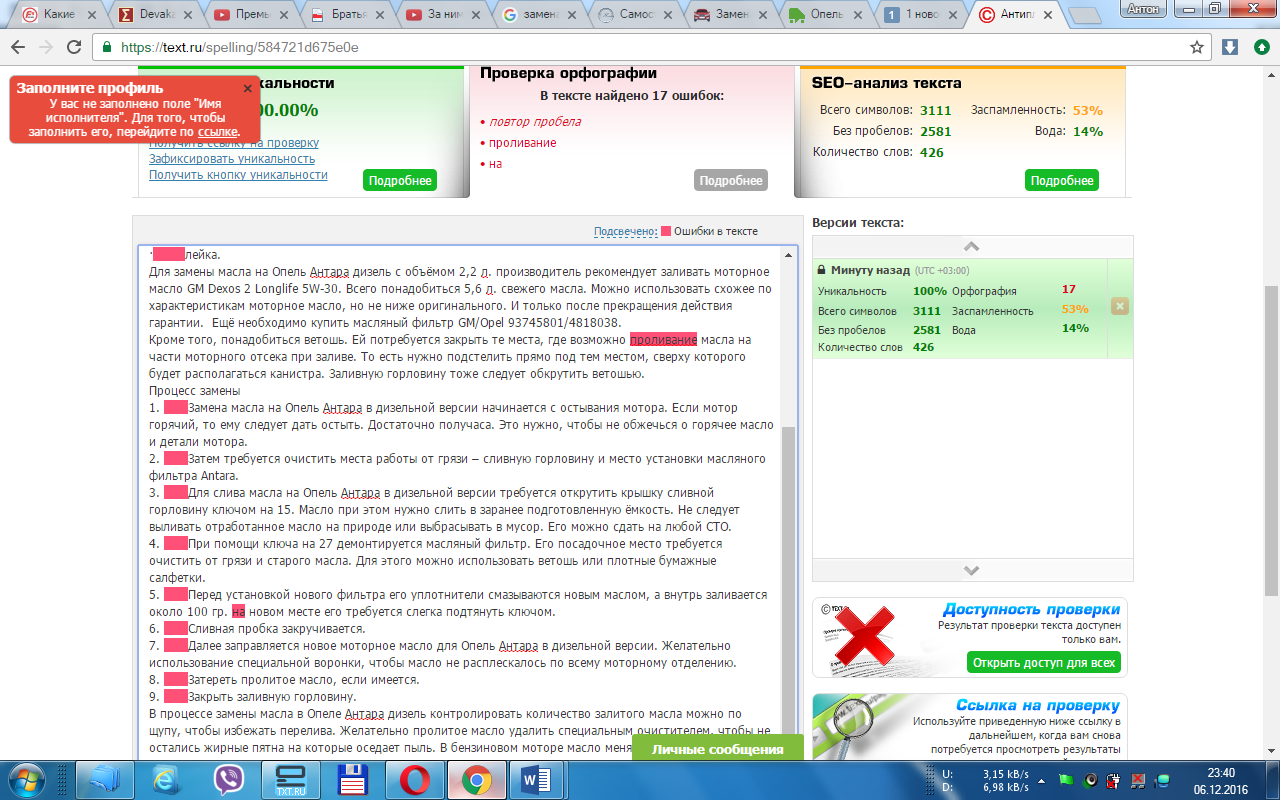 Какие
Devaka
Премь
Братья
За ним
замена
Самос
Замен
Опель
1 ново
Антипл
Антон
https://text.ru/spelling/584721d675e0e
Заполните профиль
У вас не заполнено поле "Имя
исполнителя". Для того, чтобы
заполнить его, перейдите по ссылке.
кальности
00.00%
Получить ссылку на проверку
Зафиксировать уникальность
Получить кнопку уникальности
Подробнее
Проверка орфографии
В тексте найдено 17 ошибок:
• повтор пробела
• проливание
• на
Подробнее
SEO-анализ текста
Всего символов: 3111 Заспамленность: 53%
Без пробелов: 2581 Вода: 14%
Количество слов: 426
Подробнее
Подсвечено: Ошибки в тексте
· лейка.
Для замены масла на Опель Антара дизель с объёмом 2,2 л. производитель рекомендует заливать моторное
масло GM Dexos 2 Longlife 5W-30. Всего понадобиться 5,6 л. свежего масла. Можно использовать схожее по
характеристикам моторное масло, но не ниже оригинального. И только после прекращения действия
гарантии.  Ещё необходимо купить масляный фильтр GM/Opel 93745801/4818038.
Кроме того, понадобиться ветошь. Ей потребуется закрыть те места, где возможно проливание масла на
части моторного отсека при заливе. То есть нужно подстелить прямо под тем местом, сверху которого
будет располагаться канистра. Заливную горловину тоже следует обкрутить ветошью.
Процесс замены
1. Замена масла на Опель Антара в дизельной версии начинается с остывания мотора. Если мотор
горячий, то ему следует дать остыть. Достаточно получаса. Это нужно, чтобы не обжечься о горячее масло
и детали мотора.
2. Затем требуется очистить места работы от грязи – сливную горловину и место установки масляного
фильтра Antara.
3. Для слива масла на Опель Антара в дизельной версии требуется открутить крышку сливной
горловину ключом на 15. Масло при этом нужно слить в заранее подготовленную ёмкость. Не следует
выливать отработанное масло на природе или выбрасывать в мусор. Его можно сдать на любой СТО.
4. При помощи ключа на 27 демонтируется масляный фильтр. Его посадочное место требуется
очистить от грязи и старого масла. Для этого можно использовать ветошь или плотные бумажные
салфетки.
5. Перед установкой нового фильтра его уплотнители смазываются новым маслом, а внутрь заливается
около 100 гр. на новом месте его требуется слегка подтянуть ключом.
6. Сливная пробка закручивается.
7. Далее заправляется новое моторное масло для Опель Антара в дизельной версии. Желательно
использование специальной воронки, чтобы масло не расплескалось по всему моторному отделению.
8. Затереть пролитое масло, если имеется.
9. Закрыть заливную горловину.
В процессе замены масла в Опеле Антара дизель контролировать количество залитого масла можно по
щупу, чтобы избежать перелива. Желательно пролитое масло удалить специальным очистителем, чтобы не
остались жирные пятна на которые оседает пыль. В бензиновом моторе масло меня
Личные сообщения
Версии текста:
Минуту назад (UTC +03:00)
Уникальность 100% Орфография 17
Всего символов 3111 Заспамленность 53%
Без пробелов 2581 Вода 14%
Количество слов 426
© TEXT.RU
Доступность проверки
Результат проверки текста доступен
только вам.
Открыть доступ для всех
Ссылка на проверку
Используйте приведенную ниже ссылку в
дальнейшем, когда вам снова
потребуется просмотреть результаты
TXT.RU
U: 3,15 kB/s
D: 6,98 kB/s
23:40
06.12.2016